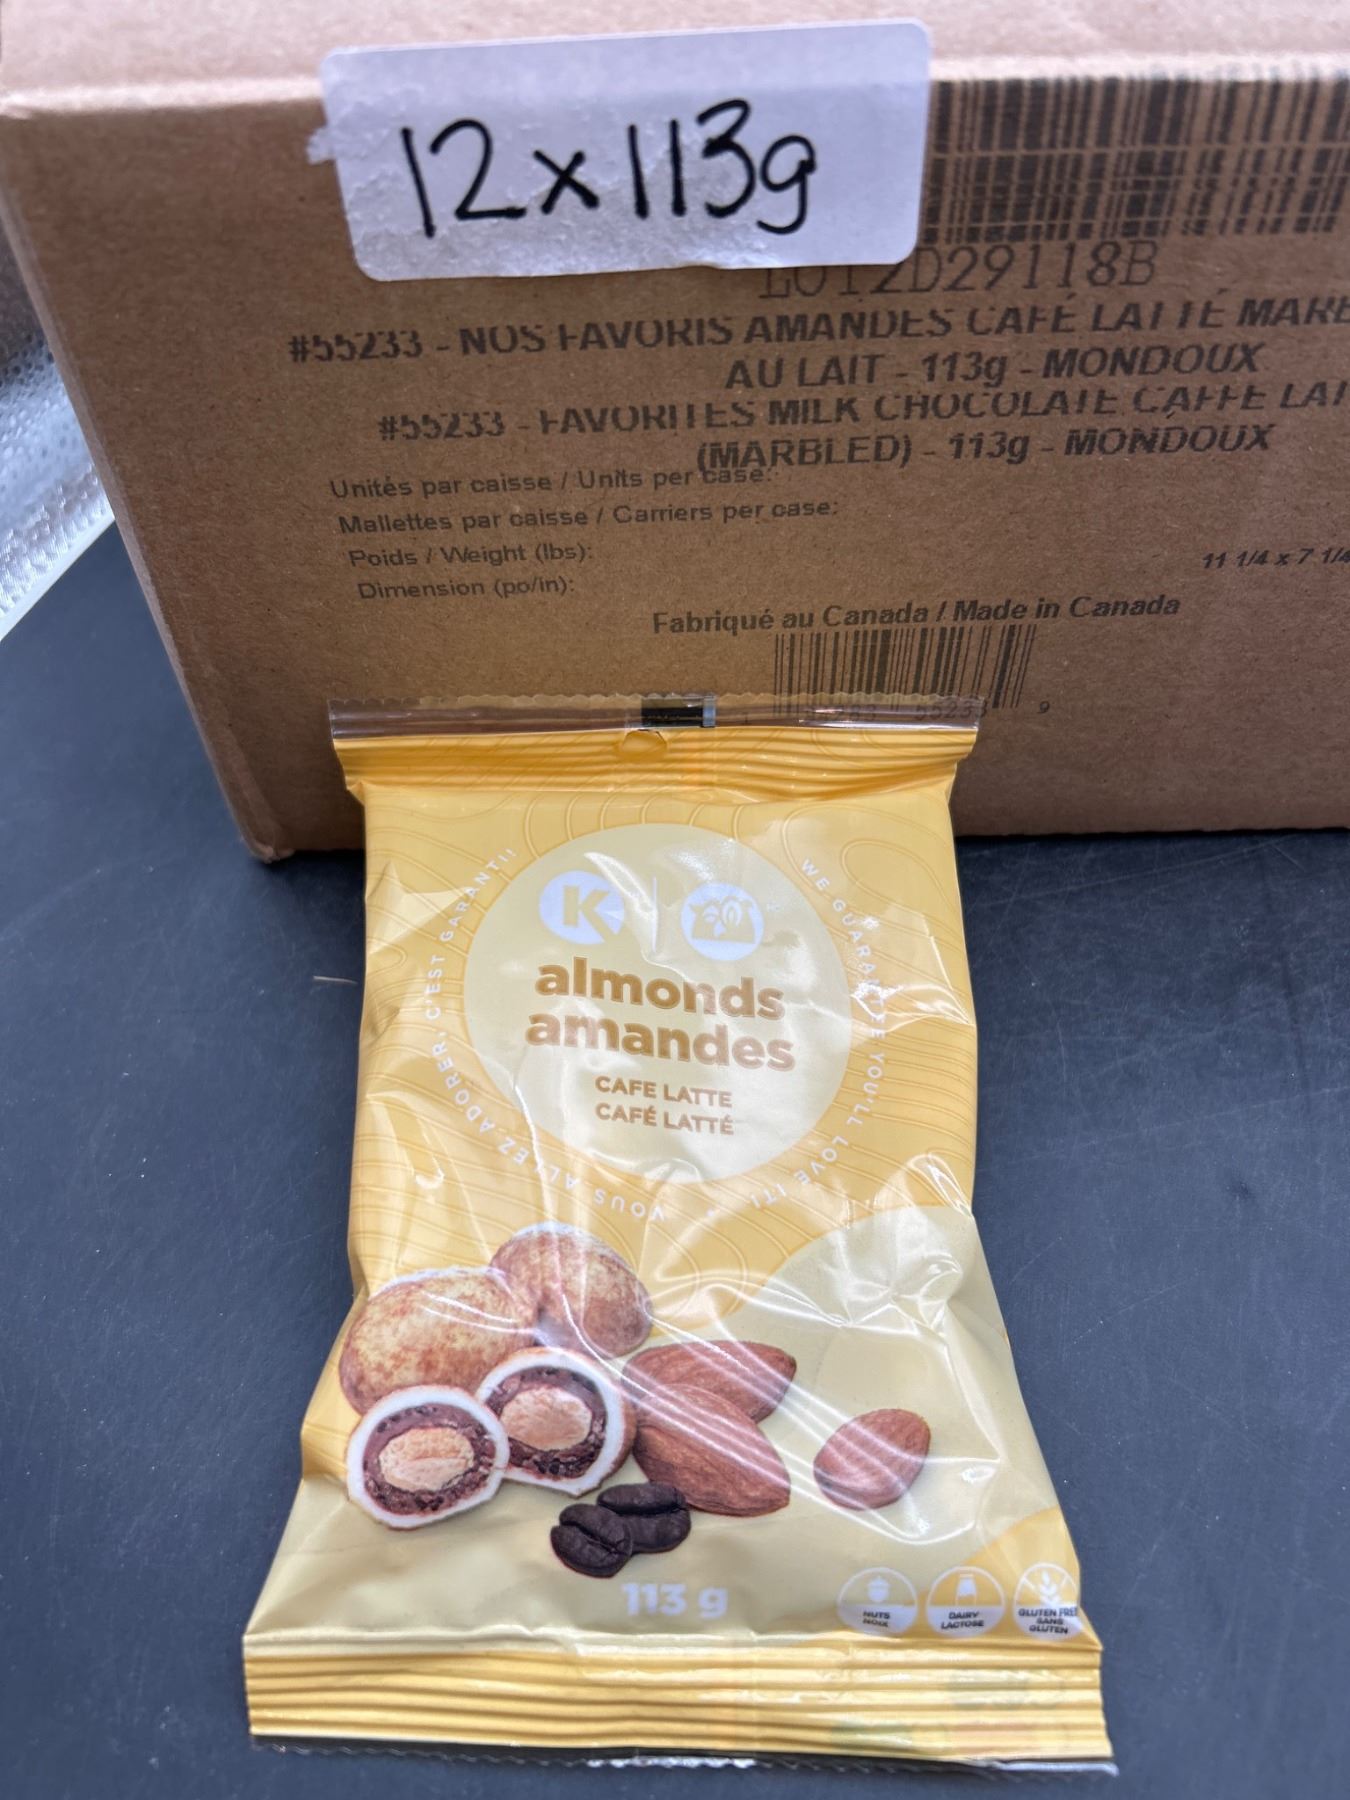 12x113g
LOT2D29118B
#55233 - NOS FAVORIS AMANDES CAFÉ LATTÉ
AU LAIT - 113g - MONDOUX
#55233 - FAVORITES MILK CHOCOLATE CAFFE
(MARBLED) - 113g - MONDOUX
Unités par caisse / Units per case:
Mallettes par caisse / Carriers per case:
Poids / Weight (lbs):
11 1/4 x 7 1/4
Dimension (po/in):
Fabriqué au Canada / Made in Canada
55233 9
K
VOUS ALLEZ ADORER, C'EST GARANTI!
WE GUARANTEE YOU'LL LOVE IT!
almonds
amandes
CAFE LATTE
CAFÉ LATTÉ
113 g
NUTS
NOIX
DAIRY
LACTOSE
GLUTEN FREE
SANS
GLUTEN